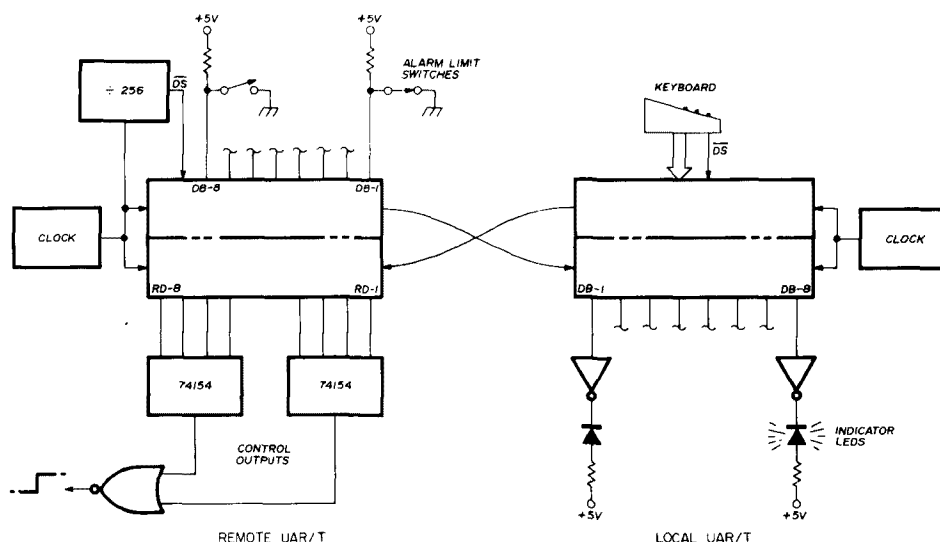 +5V
+5V
÷ 256
DS
ALARM LIMIT
SWITCHES
KEYBOARD
DS
DB-8
DB-1
CLOCK
CLOCK
RD-8
RD-1
DB-1
DB-8
74154
74154
CONTROL
OUTPUTS
INDICATOR
LEDS
+5V
+5V
REMOTE UAR/T
LOCAL UAR/T